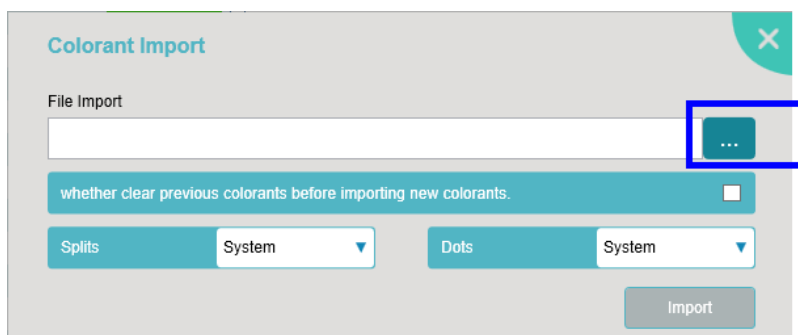 Colorant Import
File Import
...
whether clear previous colorants before importing new colorants.
Splits System Dots System
Import